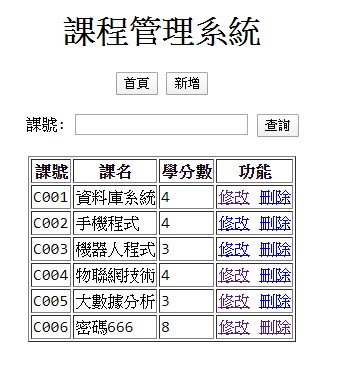 課程管理系統
首頁 新增
課號: 查詢
課號 課名 學分數 功能
C001 資料庫系統 4 修改 刪除
C002 手機程式 4 修改 刪除
C003 機器人程式 3 修改 刪除
C004 物聯網技術 4 修改 刪除
C005 大數據分析 3 修改 刪除
C006 密碼666 8 修改 刪除